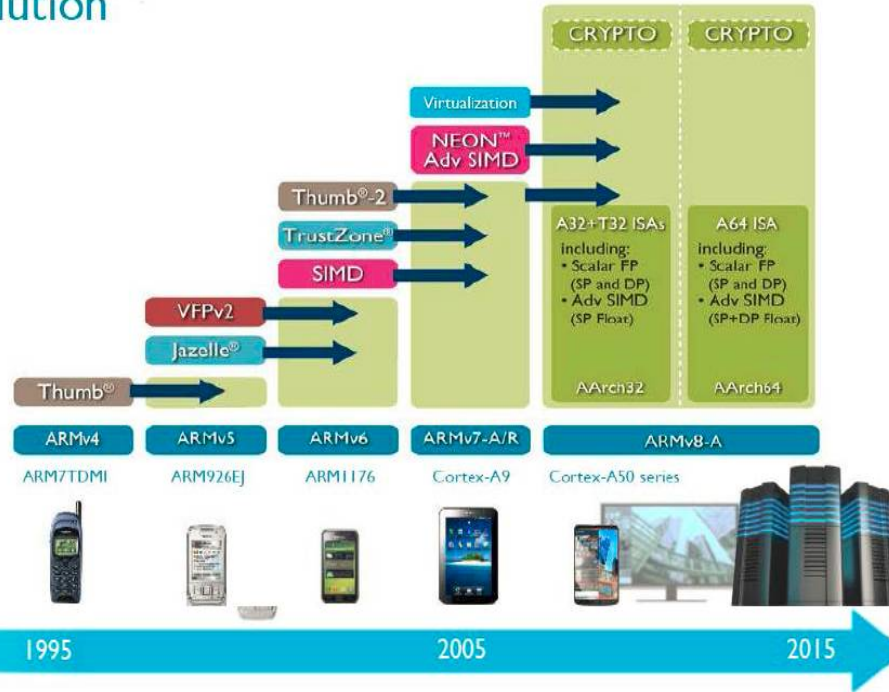 lution
CRYPTO
CRYPTO
Virtualization
NEON™
Adv SIMD
Thumb®-2
TrustZone®
SIMD
A32+T32 ISAs
including:
• Scalar FP
(SP and DP)
• Adv SIMD
(SP Float)
AArch32
A64 ISA
including:
• Scalar FP
(SP and DP)
• Adv SIMD
(SP+DP Float)
AArch64
VFPv2
Jazelle®
Thumb®
ARMv4
ARMv5
ARMv6
ARMv7-A/R
ARMv8-A
ARM7TDMI
ARM926EJ
ARM1176
Cortex-A9
Cortex-A50 series
1995
2005
2015